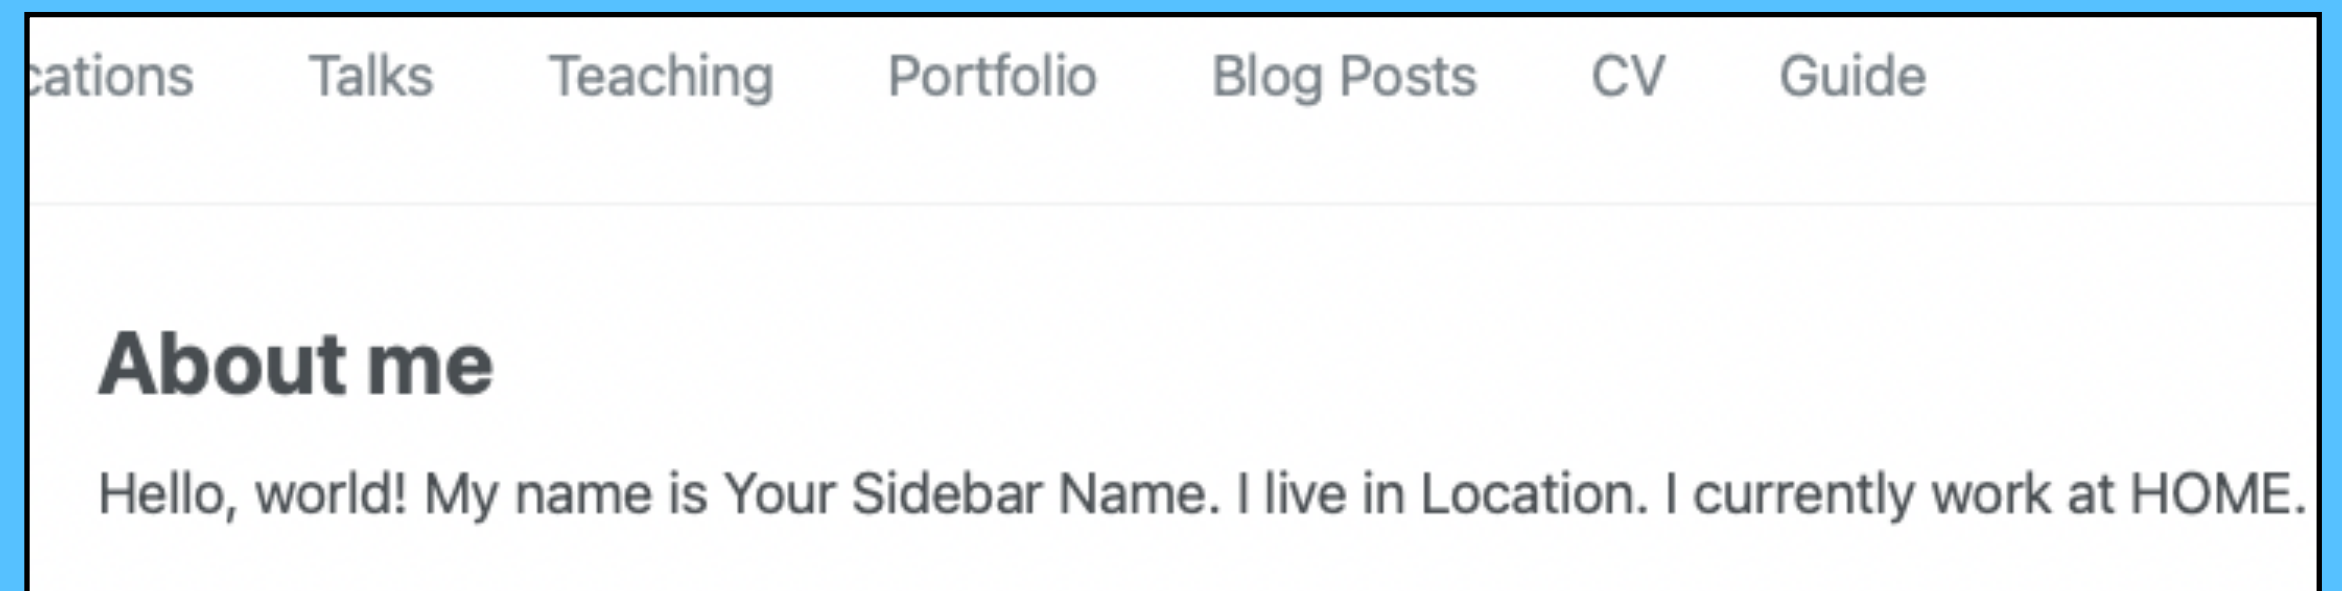 cations Talks Teaching Portfolio Blog Posts CV Guide
About me
Hello, world! My name is Your Sidebar Name. I live in Location. I currently work at HOME.